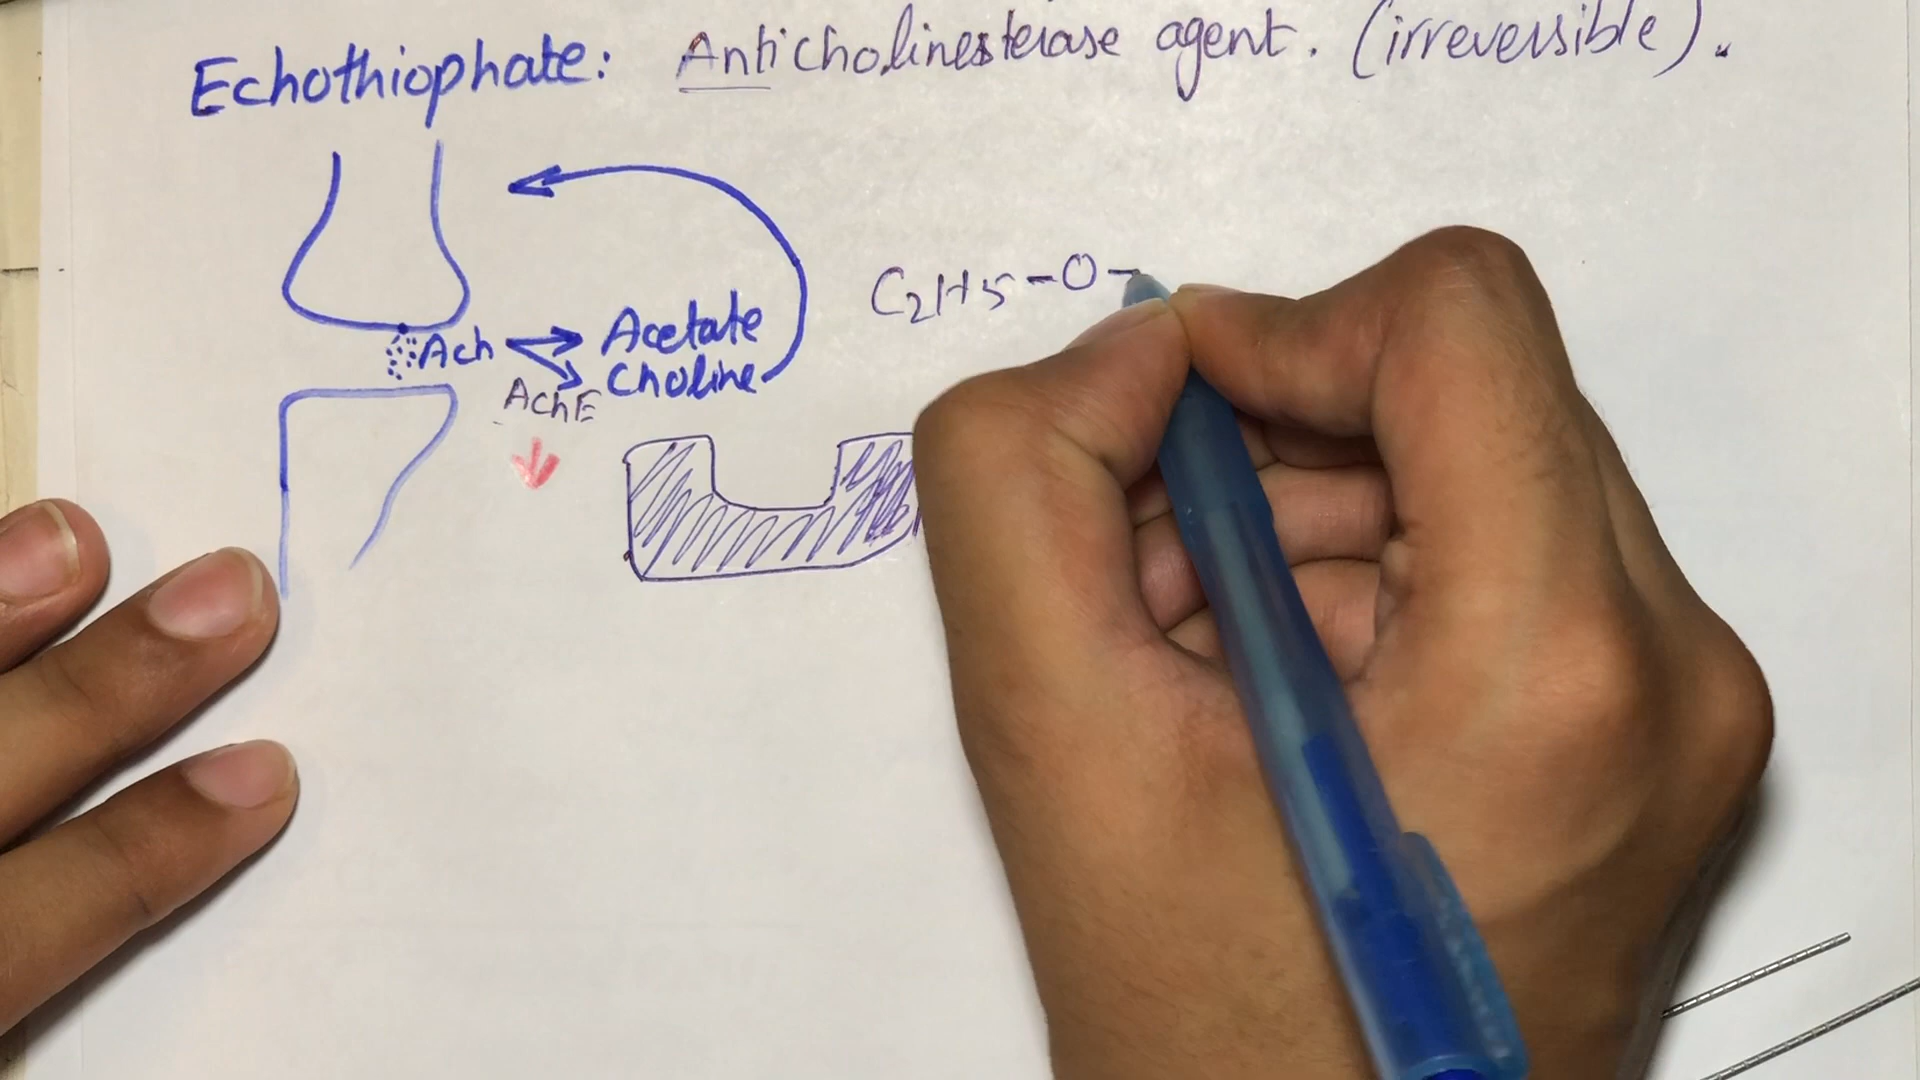 Echothiophate: Anticholinesterase agent. (irreversible).
C2H5-O-
Ach Acetate
Choline
AchE